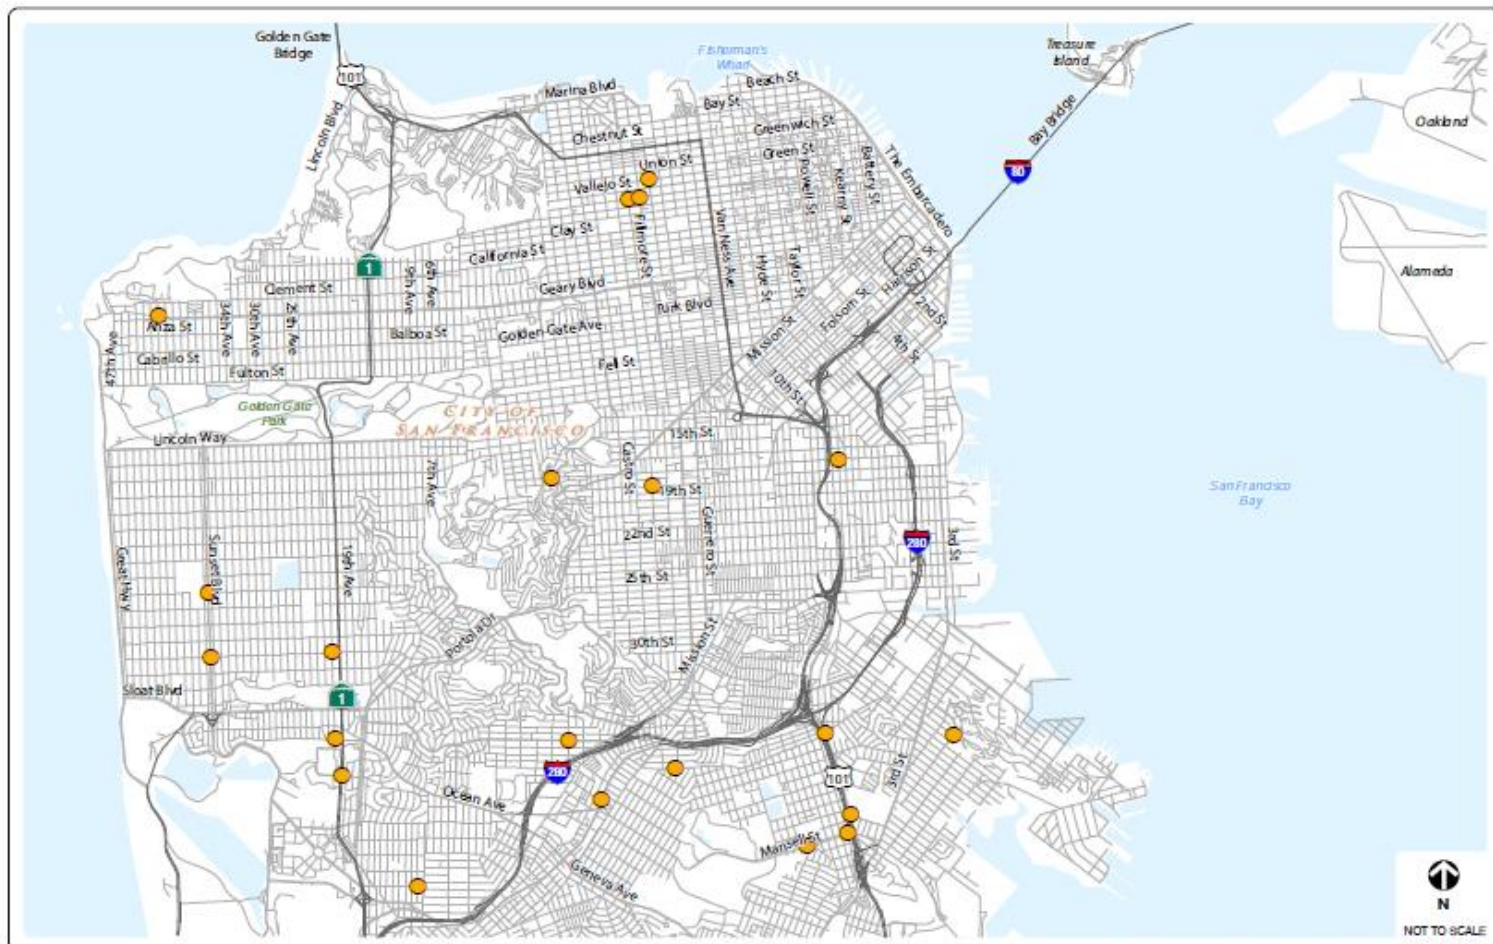 Golden Gate
Bridge
101
Fisherman's
Wharf
Treasure
Island
Marina Blvd
Beach St
Bay St
Lincoln Blvd
Chestnut St
Greenwich St
Bay Bridge
Oakland
Union St
Green St
Battery St
The Embarcadero
Vallejo St
Powell St
Kearny St
80
Clay St
Fillmore St
Van Ness Ave
California St
1
9th Ave
6th Ave
Hyde St
Taylor St
Harrison St
Alameda
Clement St
Geary Blvd
Turk Blvd
Folsom St
2nd St
Anza St
34th Ave
30th Ave
25th Ave
Balboa St
Golden Gate Ave
Mission St
4th St
47th Ave
Caballo St
Fulton St
Fell St
10th St
Golden Gate
Park
CITY OF
SAN FRANCISCO
Lincoln Way
15th St
7th Ave
Castro St
19th St
San Francisco
Bay
Great Hwy
Sunset Blvd
19th Ave
22nd St
Guerrero St
280
3rd St
25th St
Portola Dr
30th St
Mission St
Sloat Blvd
1
280
101
3rd St
Ocean Ave
Mansell St
Geneva Ave
N
NOT TO SCALE